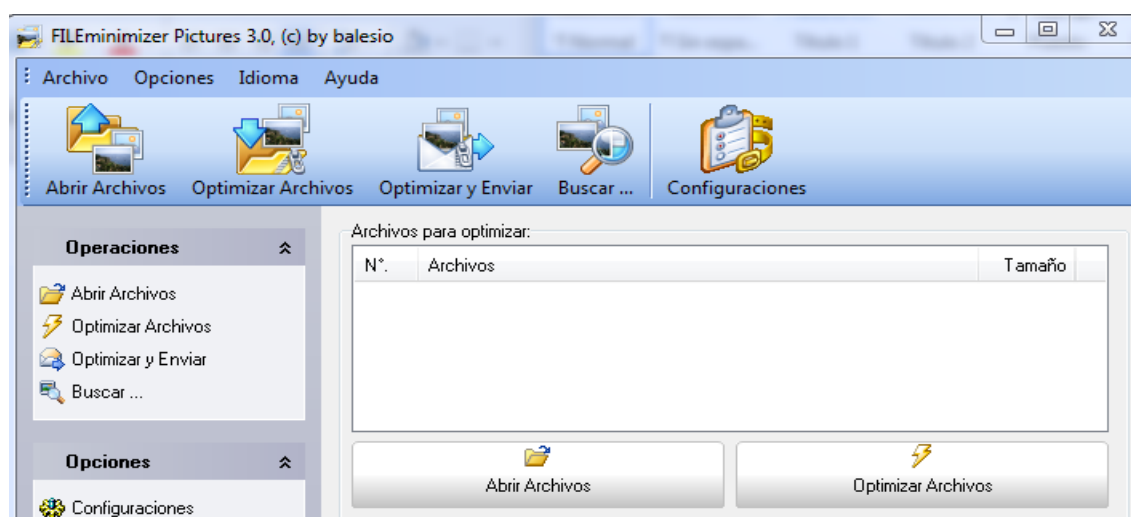 FILEminimizer Pictures 3.0, (c) by balesio
Archivo Opciones Idioma Ayuda
Abrir Archivos Optimizar Archivos Optimizar y Enviar Buscar ... Configuraciones
Operaciones
Abrir Archivos
Optimizar Archivos
Optimizar y Enviar
Buscar ...
Opciones
Configuraciones
Archivos para optimizar:
N°. Archivos Tamaño
Abrir Archivos Optimizar Archivos